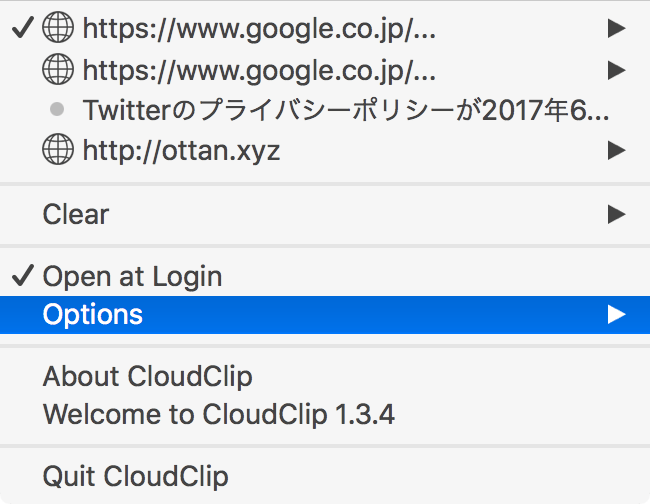 https://www.google.co.jp/...
https://www.google.co.jp/...
Twitterのプライバシーポリシーが2017年6...
http://ottan.xyz
Clear
Open at Login
Options
About CloudClip
Welcome to CloudClip 1.3.4
Quit CloudClip